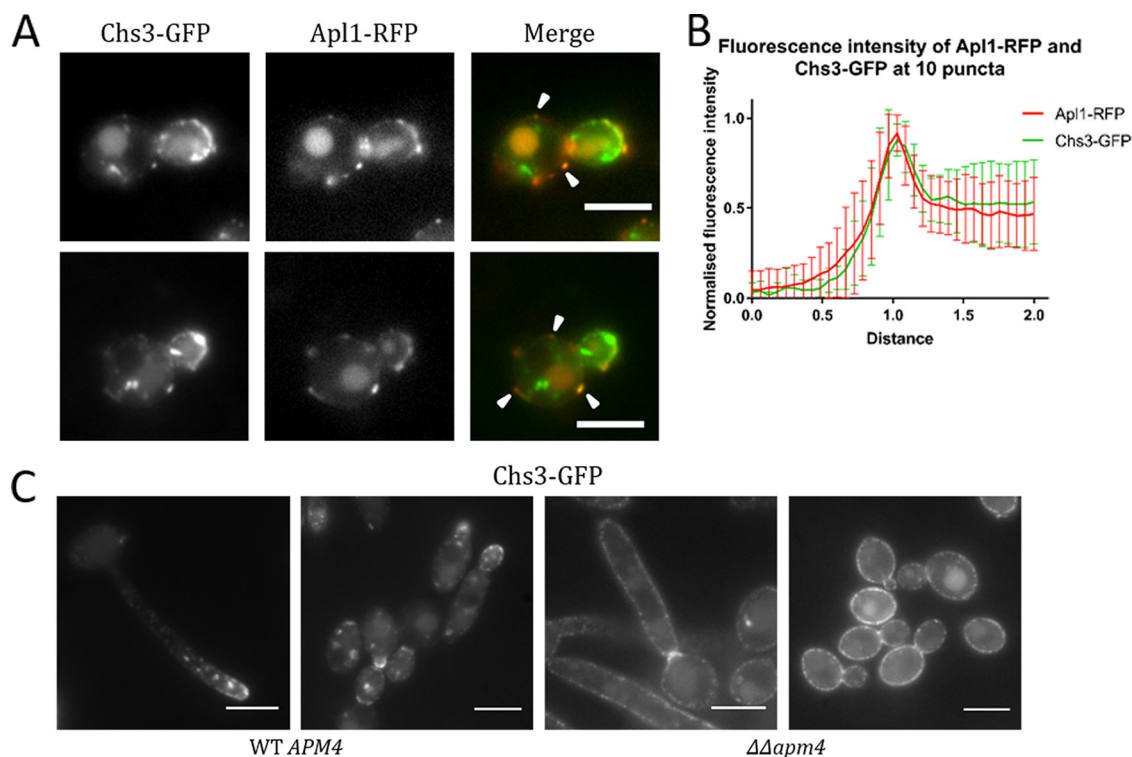 A
Chs3-GFP
Apl1-RFP
Merge
B
Fluorescence intensity of Apl1-RFP and
Chs3-GFP at 10 puncta
Normalised fluorescence intensity
1.0
0.5
0.0
Apl1-RFP
Chs3-GFP
0.0 0.5 1.0 1.5 2.0
Distance
C
Chs3-GFP
WT APM4
ΔΔapm4